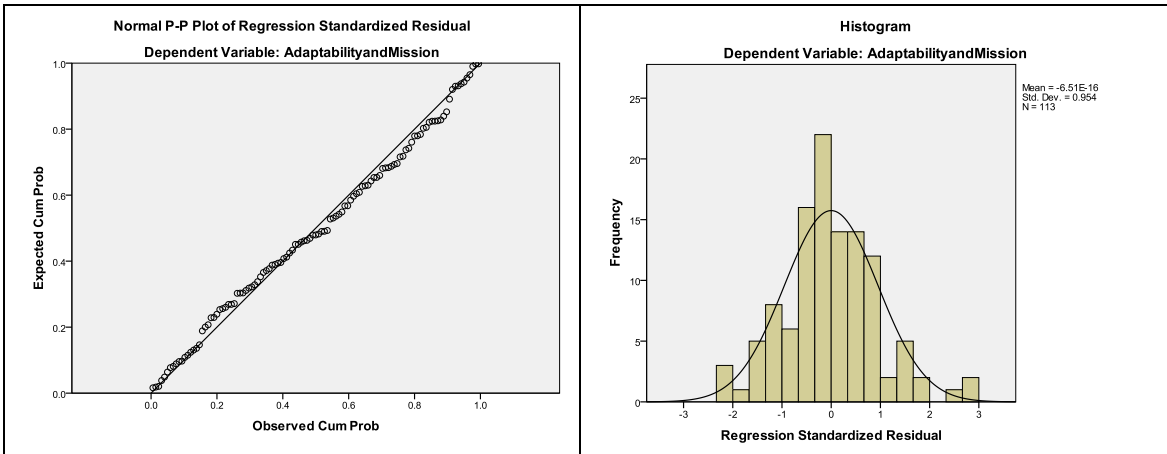 Normal P-P Plot of Regression Standardized Residual
Dependent Variable: AdaptabilityandMission
1.0
0.8
0.6
0.4
0.2
0.0
Expected Cum Prob
0.0 0.2 0.4 0.6 0.8 1.0
Observed Cum Prob
Histogram
Dependent Variable: AdaptabilityandMission
Mean = -6.51E-16
Std. Dev. = 0.954
N = 113
25
20
15
10
5
0
Frequency
-3 -2 -1 0 1 2 3
Regression Standardized Residual